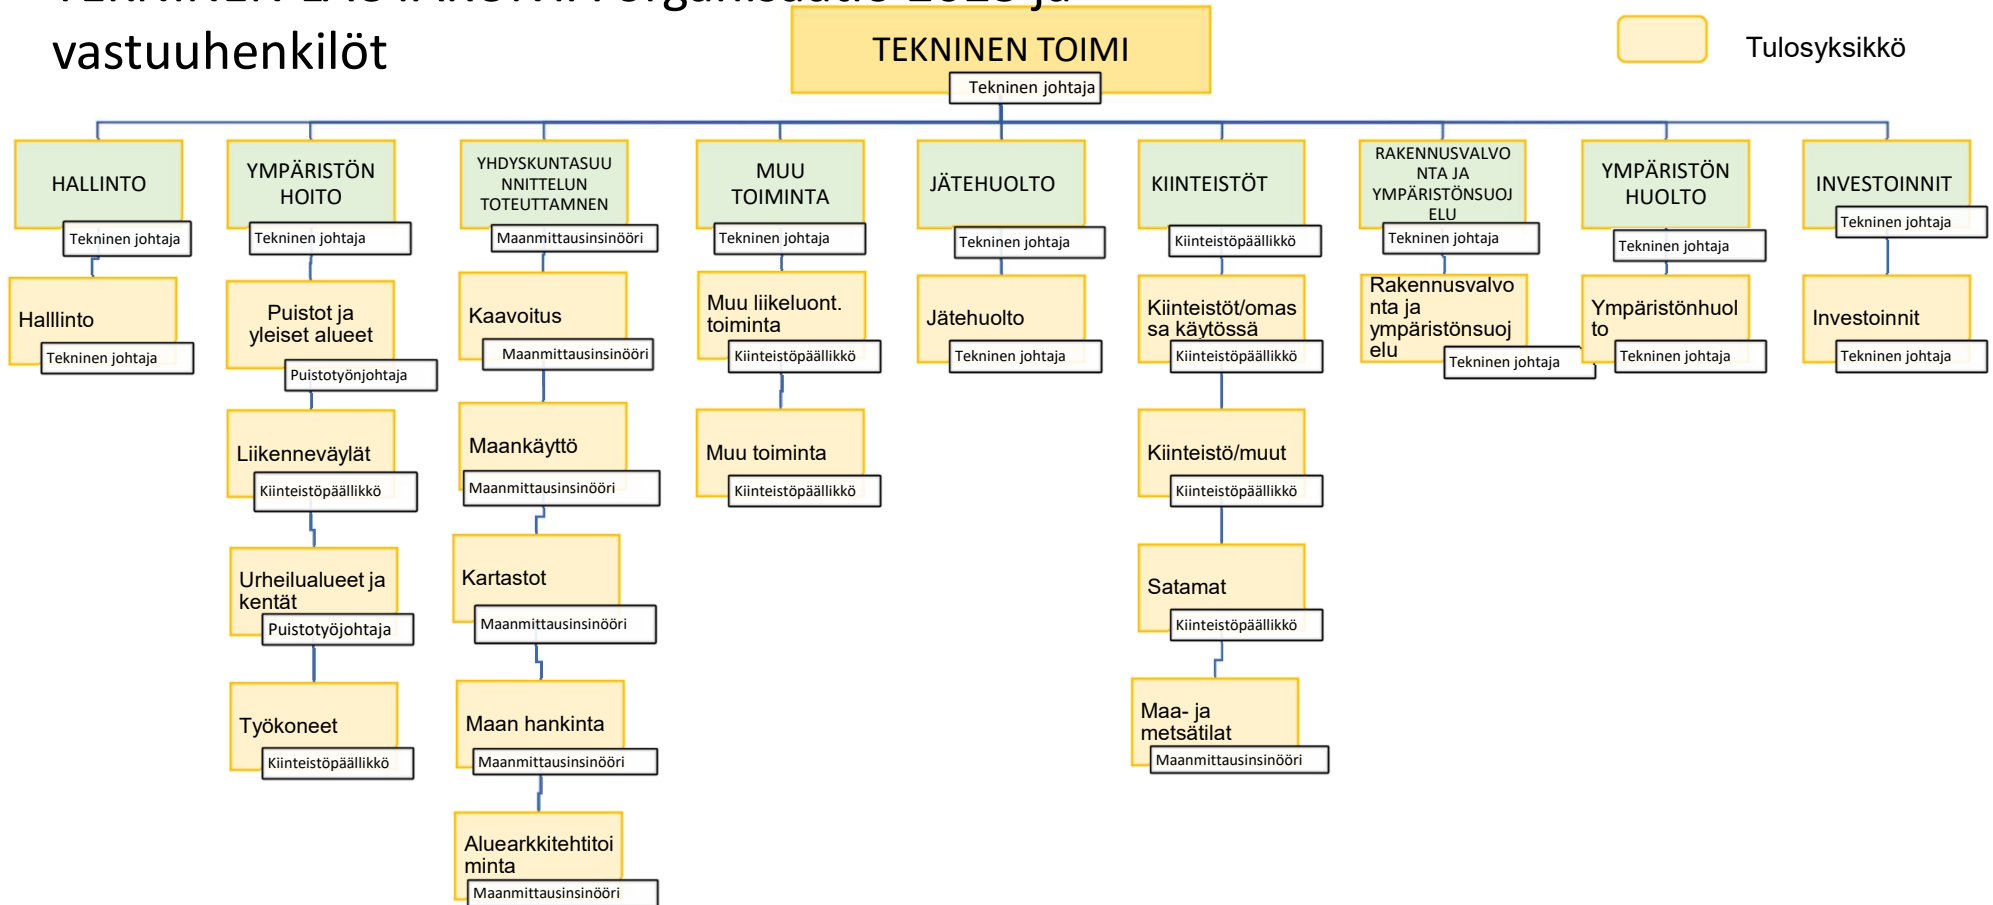 vastuuhenkilöt
TEKNINEN TOIMI
Tekninen johtaja
Tulosyksikkö
HALLINTO
Tekninen johtaja
Halllinto
Tekninen johtaja
YMPÄRISTÖN
HOITO
Tekninen johtaja
Puistot ja
yleiset alueet
Puistotyönjohtaja
Liikenneväylät
Kiinteistöpäällikkö
Urheilualueet ja
kentät
Puistotyöjohtaja
Työkoneet
Kiinteistöpäällikkö
YHDYSKUNTASUU
NNITTELUN
TOTEUTTAMNEN
Maanmittausinsinööri
Kaavoitus
Maanmittausinsinööri
Maankäyttö
Maanmittausinsinööri
Kartastot
Maanmittausinsinööri
Maan hankinta
Maanmittausinsinööri
Aluearkkitehtitoi
minta
Maanmittausinsinööri
MUU
TOIMINTA
Tekninen johtaja
Muu liikeluont.
toiminta
Kiinteistöpäällikkö
Muu toiminta
Kiinteistöpäällikkö
JÄTEHUOLTO
Tekninen johtaja
Jätehuolto
Tekninen johtaja
KIINTEISTÖT
Kiinteistöpäällikkö
Kiinteistöt/omas
sa käytössä
Kiinteistöpäällikkö
Kiinteistö/muut
Kiinteistöpäällikkö
Satamat
Kiinteistöpäällikkö
Maa- ja
metsätilat
Maanmittausinsinööri
RAKENNUSVALVO
NTA JA
YMPÄRISTÖNSUOJ
ELU
Tekninen johtaja
Rakennusvalvo
nta ja
ympäristönsuoj
elu
Tekninen johtaja
YMPÄRISTÖN
HUOLTO
Tekninen johtaja
Ympäristönhuol
to
Tekninen johtaja
INVESTOINNIT
Tekninen johtaja
Investoinnit
Tekninen johtaja